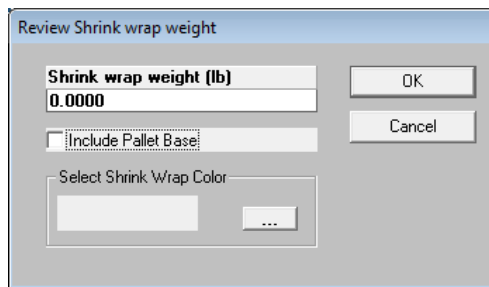 Review Shrink wrap weight
Shrink wrap weight (lb)
0.0000
OK
Cancel
Include Pallet Base
Select Shrink Wrap Color
...